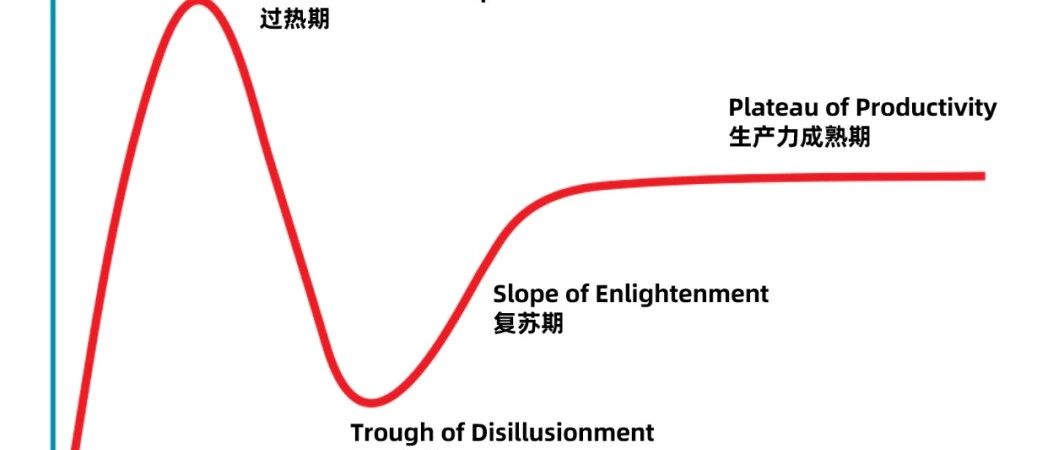 过热期
Plateau of Productivity
生产力成熟期
Slope of Enlightenment
复苏期
Trough of Disillusionment